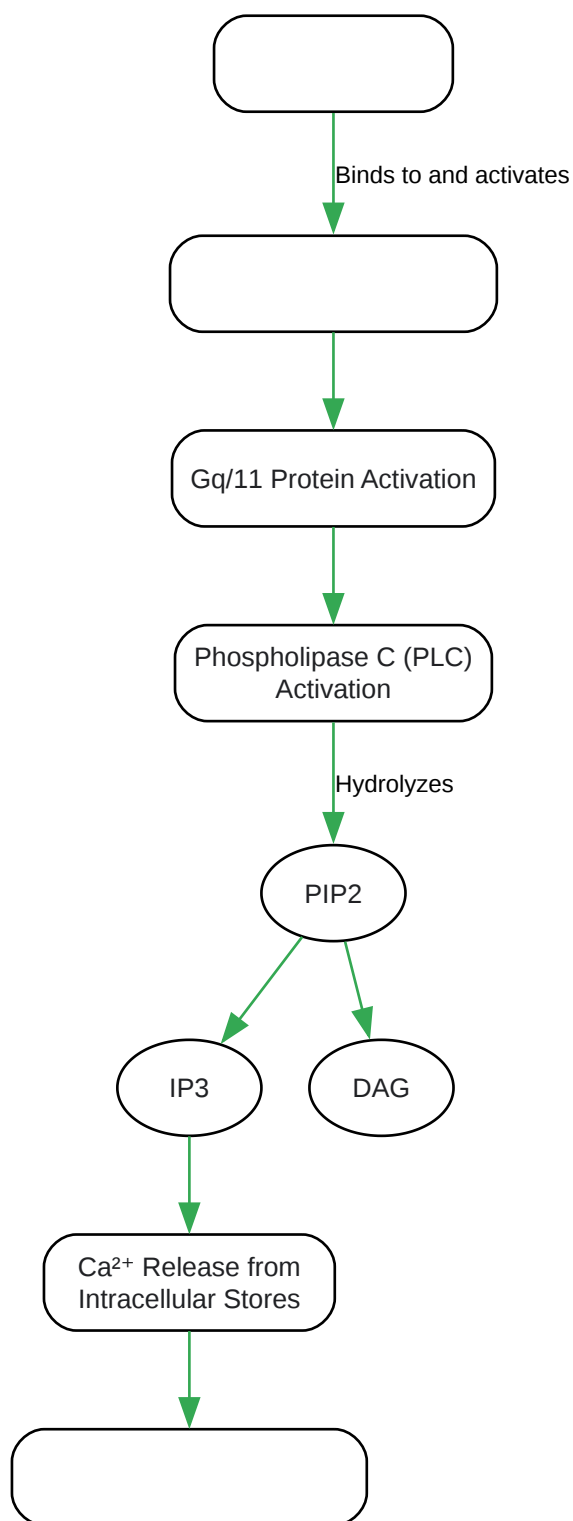 Binds to and activates
Gq/11 Protein Activation
Phospholipase C (PLC)
Activation
Hydrolyzes
PIP2
IP3
DAG
Ca²⁺ Release from
Intracellular Stores